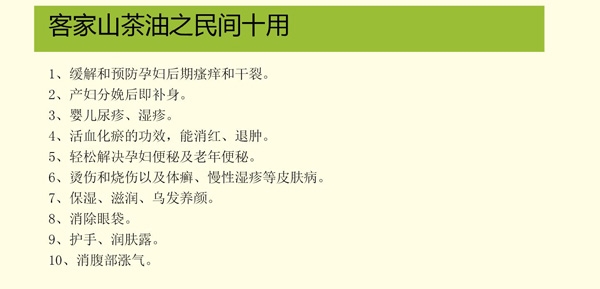 客家山茶油之民间十用
1、缓解和预防孕妇后期瘙痒和干裂。
2、产妇分娩后即补身。
3、婴儿尿疹、湿疹。
4、活血化瘀的功效，能消红、退肿。
5、轻松解决孕妇便秘及老年便秘。
6、烫伤和烧伤以及体癣、慢性湿疹等皮肤病。
7、保湿、滋润、乌发养颜。
8、消除眼袋。
9、护手、润肤露。
10、消腹部涨气。